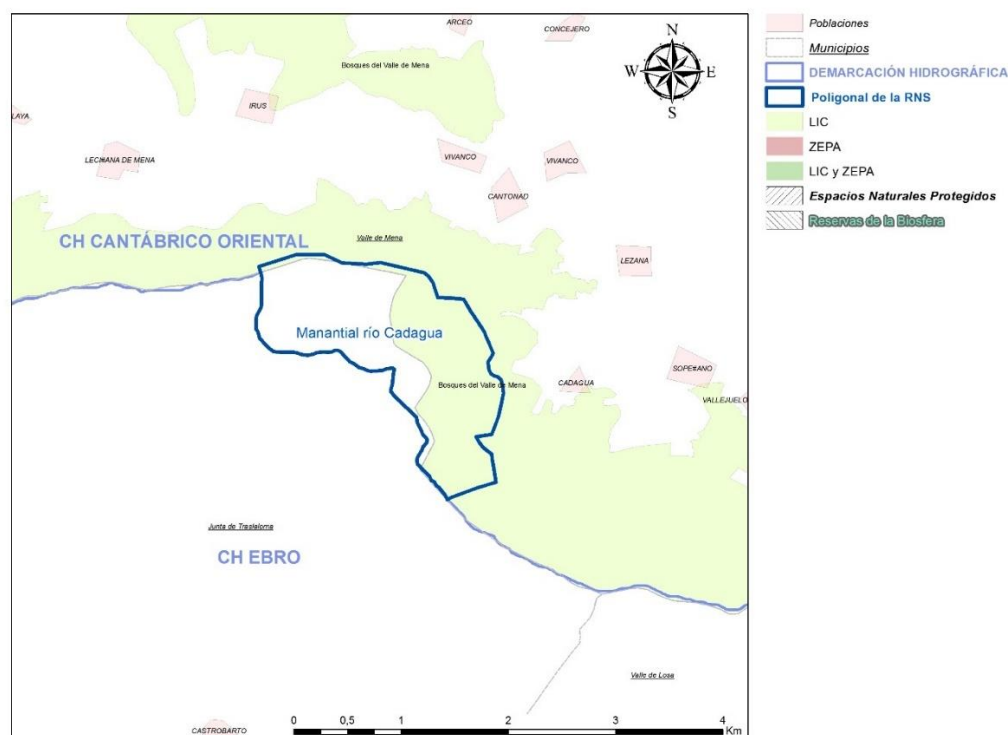 ARCEO
CONCEJERO
Bosques del Valle de Mena
N
W
E
S
IRUS
LAYA
LECIÑANA DE MENA
VIVANCO
VIVANCO
CANTONAD
CH CANTÁBRICO ORIENTAL
Valle de Mena
LEZANA
Manantial río Cadagua
Bosques del Valle de Mena
CADAGUA
SOPEÑANO
VALLEJUELO
Junta de Traslaloma
CH EBRO
Valle de Losa
CASTROBARTO
0
0,5
1
2
3
4
Km
Poblaciones
Municipios
DEMARCACIÓN HIDROGRÁFICA
Poligonal de la RNS
LIC
ZEPA
LIC y ZEPA
Espacios Naturales Protegidos
Reservas de la Biosfera